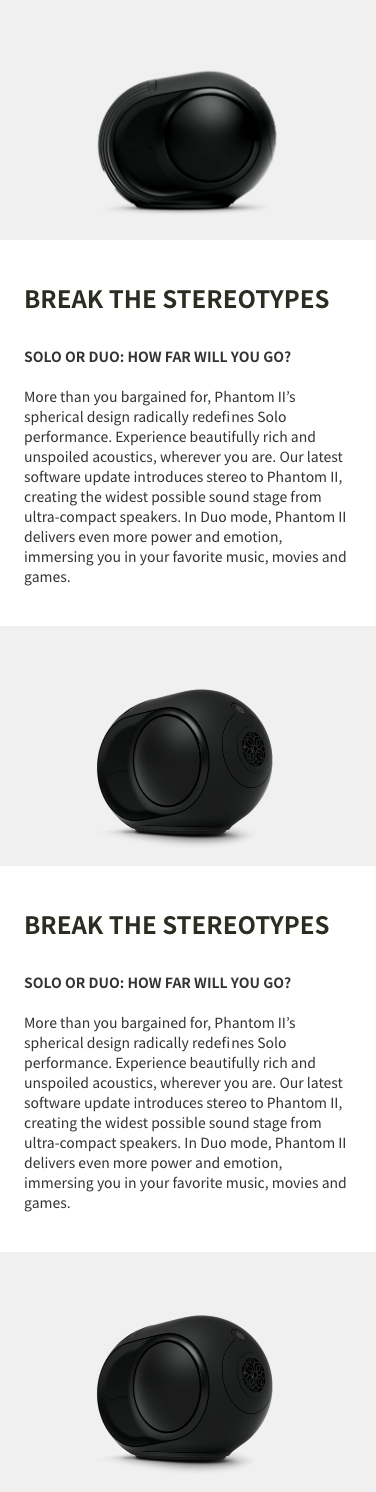 BREAK THE STEREOTYPES
SOLO OR DUO: HOW FAR WILL YOU GO?
More than you bargained for, Phantom II’s
spherical design radically redefines Solo
performance. Experience beautifully rich and
unspoiled acoustics, wherever you are. Our latest
software update introduces stereo to Phantom II,
creating the widest possible sound stage from
ultra-compact speakers. In Duo mode, Phantom II
delivers even more power and emotion,
immersing you in your favorite music, movies and
games.
BREAK THE STEREOTYPES
SOLO OR DUO: HOW FAR WILL YOU GO?
More than you bargained for, Phantom II’s
spherical design radically redefines Solo
performance. Experience beautifully rich and
unspoiled acoustics, wherever you are. Our latest
software update introduces stereo to Phantom II,
creating the widest possible sound stage from
ultra-compact speakers. In Duo mode, Phantom II
delivers even more power and emotion,
immersing you in your favorite music, movies and
games.